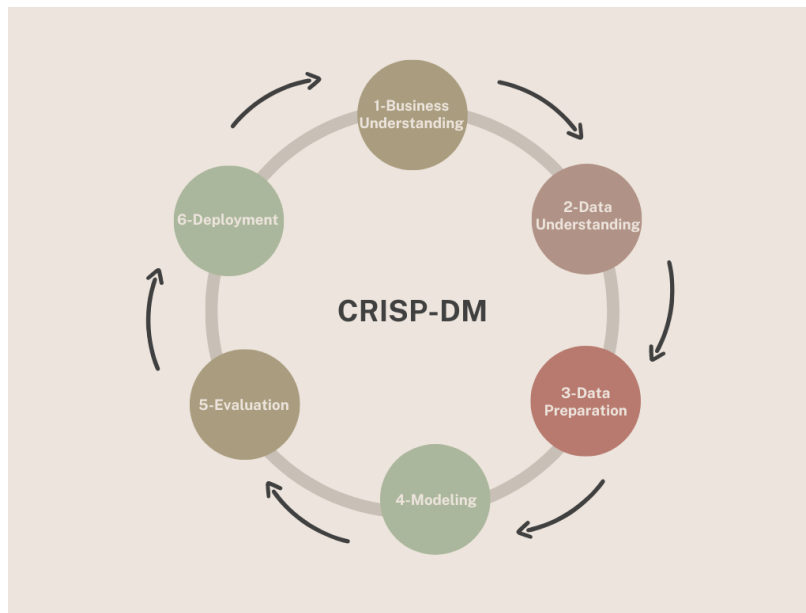 1-Business
Understanding
2-Data
Understanding
3-Data
Preparation
4-Modeling
5-Evaluation
6-Deployment
CRISP-DM